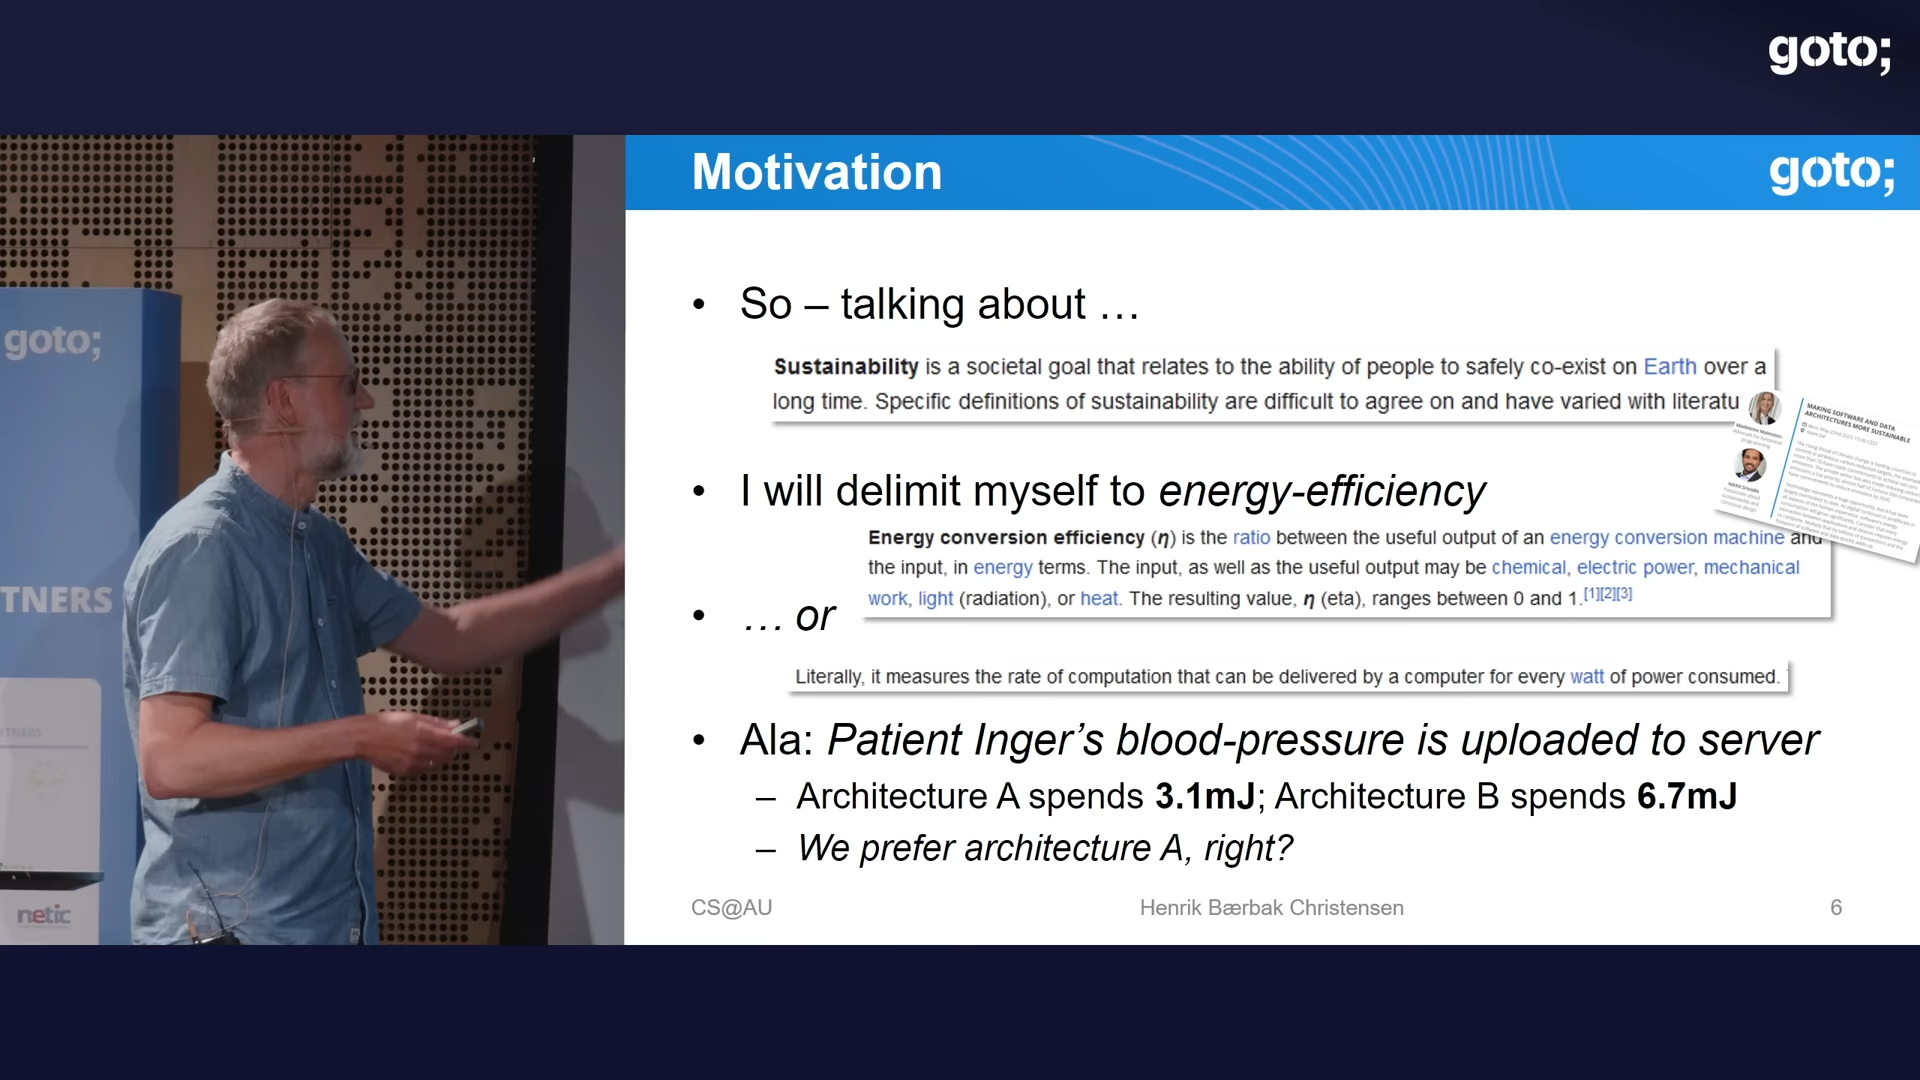 goto;
goto;
TNERS
netic
Motivation
goto;
• So – talking about …
Sustainability is a societal goal that relates to the ability of people to safely co-exist on Earth over a
long time. Specific definitions of sustainability are difficult to agree on and have varied with
MAKING SOFTWARE AND DATA
ARCHITECTURES MORE SUSTAINABLE
• I will delimit myself to energy-efficiency
Energy conversion efficiency (η) is the ratio between the useful output of an energy conversion machine and
the input, in energy terms. The input, as well as the useful output may be chemical, electric power, mechanical
work, light (radiation), or heat. The resulting value, η (eta), ranges between 0 and 1.[1][2][3]
• … or
Literally, it measures the rate of computation that can be delivered by a computer for every watt of power consumed.
• Ala: Patient Inger's blood-pressure is uploaded to server
– Architecture A spends 3.1mJ; Architecture B spends 6.7mJ
– We prefer architecture A, right?
CS@AU
Henrik Bærbak Christensen
6